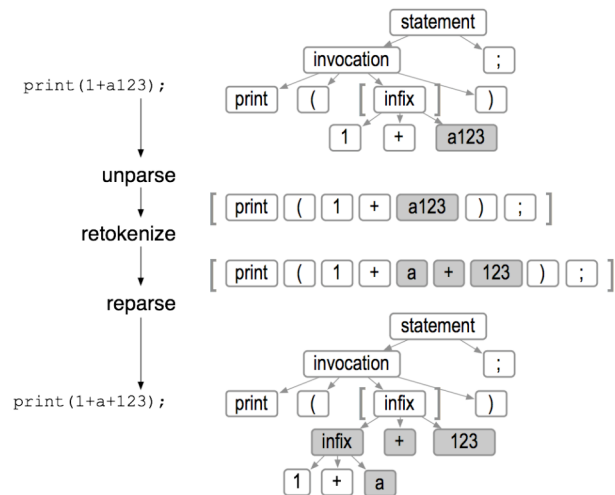 statement
invocation ;
print(1+a123);
print ( [ infix ] )
1 + a123
unparse
[ print ( 1 + a123 ) ; ]
retokenize
[ print ( 1 + a + 123 ) ; ]
reparse
statement
invocation ;
print(1+a+123);
print ( [ infix ] )
infix + 123
1 + a